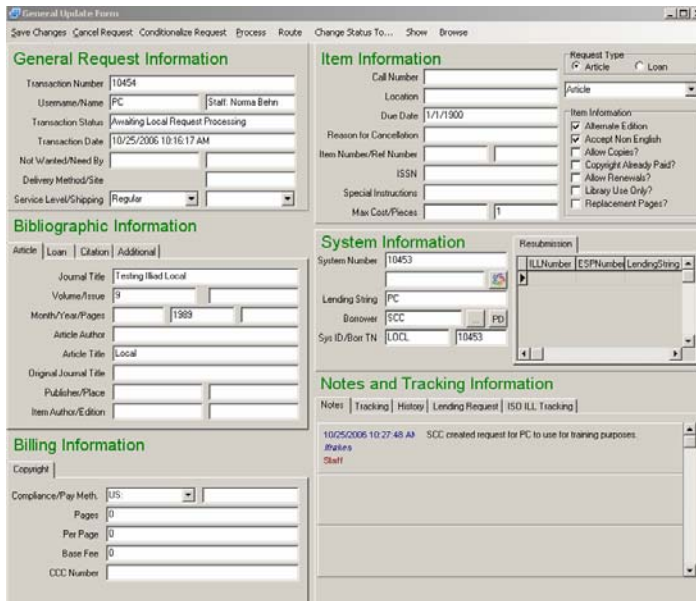 General Update Form
Save Changes Cancel Request Conditionalize Request Process Route Change Status To... Show Browse
General Request Information
Transaction Number 10454
Username/Name PC Staff: Norma Behn
Transaction Status Awaiting Local Request Processing
Transaction Date 10/25/2006 10:16:17 AM
Not Wanted/Need By
Delivery Method/Site
Service Level/Shipping Regular
Bibliographic Information
Article Loan Citation Additional
Journal Title Testing Illiad Local
Volume/Issue 9
Month/Year/Pages 1989
Article Author
Article Title Local
Original Journal Title
Publisher/Place
Item Author/Edition
Billing Information
Copyright
Compliance/Pay Meth. US:
Pages 0
Per Page 0
Base Fee 0
CCC Number
Item Information
Call Number
Location
Due Date 1/1/1900
Reason for Cancellation
Item Number/Ref Number
ISSN
Special Instructions
Max Cost/Pieces 1
Request Type
Article Loan
Article
Item Information
Alternate Edition
Accept Non English
Allow Copies?
Copyright Already Paid?
Allow Renewals?
Library Use Only?
Replacement Pages?
System Information
System Number 10453
Lending String PC
Borrower SCC ... PD
Sys ID/Borr TN LOCL 10453
Resubmission
ILLNumber ESPNumber LendingString
Notes and Tracking Information
Notes Tracking History Lending Request ISO ILL Tracking
10/25/2006 10:27:48 AM SCC created request for PC to use for training purposes.
Staff